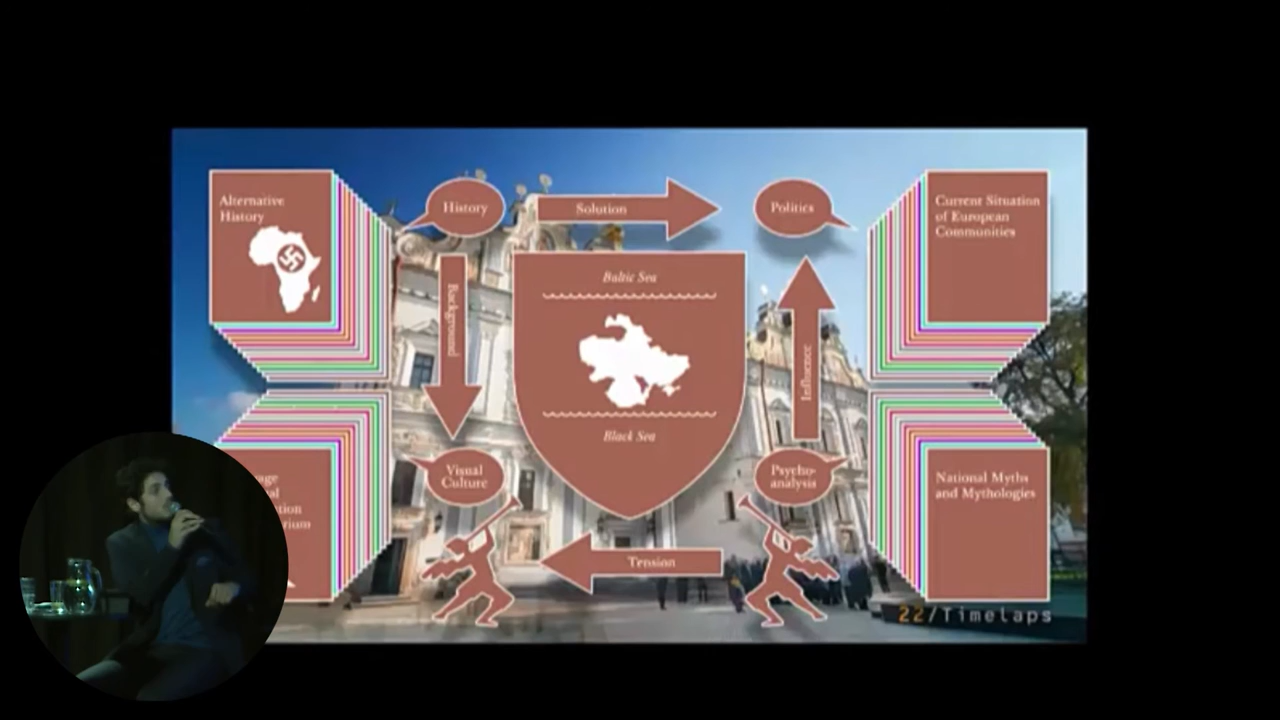 Alternative
History
History
Solution
Politics
Current Situation
of European
Communities
Background
Baltic Sea
Black Sea
Influence
Visual
Culture
Psycho-
analysis
National Myths
and Mythologies
Tension
22/Timelaps